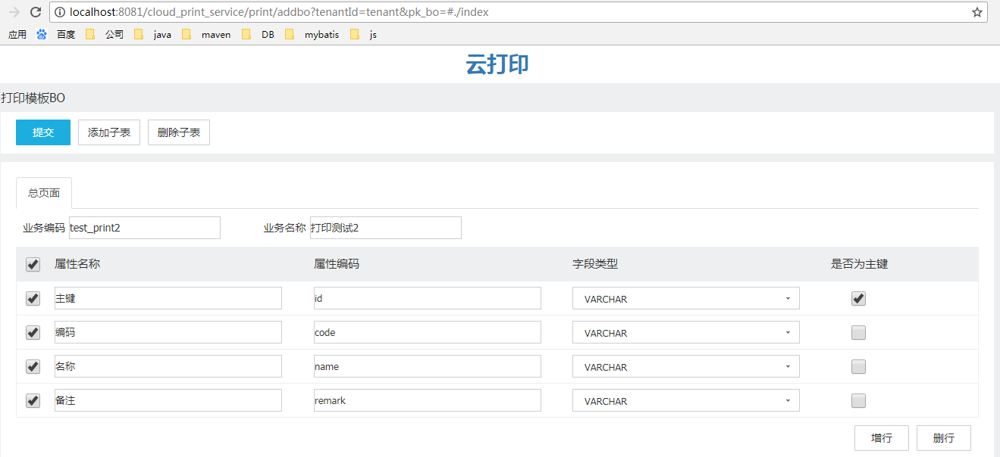 localhost:8081/cloud_print_service/print/addbo?tenantId=tenant&pk_bo=#./index
应用 百度 公司 java maven DB mybatis js
云打印
打印模板BO
提交 添加子表 删除子表
总页面
业务编码 test_print2 业务名称 打印测试2
属性名称 属性编码 字段类型 是否为主键
主键 id VARCHAR
编码 code VARCHAR
名称 name VARCHAR
备注 remark VARCHAR
增行 删行